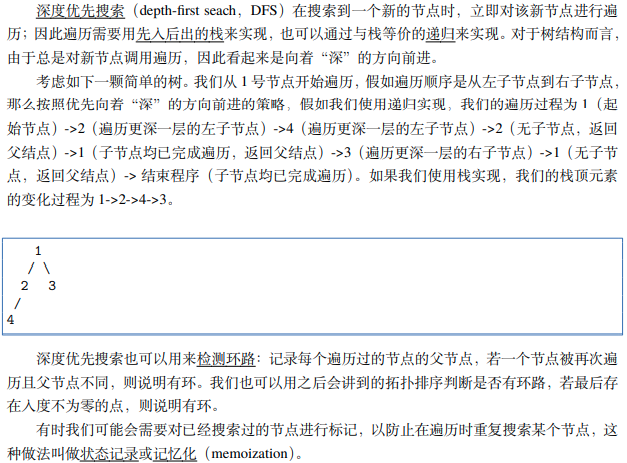 深度优先搜索（depth-first seach，DFS）在搜索到一个新的节点时，立即对该新节点进行遍
历；因此遍历需要用先入后出的栈来实现，也可以通过与栈等价的递归来实现。对于树结构而言，
由于总是对新节点调用遍历，因此看起来是向着“深”的方向前进。
考虑如下一颗简单的树。我们从 1 号节点开始遍历，假如遍历顺序是从左子节点到右子节点，
那么按照优先向着“深”的方向前进的策略，假如我们使用递归实现，我们的遍历过程为 1（起
始节点）->2（遍历更深一层的左子节点）->4（遍历更深一层的左子节点）->2（无子节点，返回
父结点）->1（子节点均已完成遍历，返回父结点）->3（遍历更深一层的右子节点）->1（无子节
点，返回父结点）-> 结束程序（子节点均已完成遍历）。如果我们使用栈实现，我们的栈顶元素
的变化过程为 1->2->4->3。
1
/ \
2 3
/
4
深度优先搜索也可以用来检测环路：记录每个遍历过的节点的父节点，若一个节点被再次遍
历且父节点不同，则说明有环。我们也可以用之后会讲到的拓扑排序判断是否有环路，若最后存
在入度不为零的点，则说明有环。
有时我们可能会需要对已经搜索过的节点进行标记，以防止在遍历时重复搜索某个节点，这
种做法叫做状态记录或记忆化（memoization）。